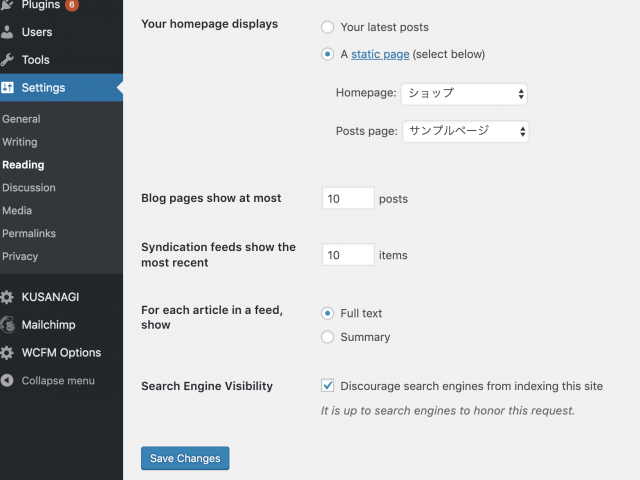 Plugins 6
Users
Tools
Settings
General
Writing
Reading
Discussion
Media
Permalinks
Privacy
KUSANAGI
Mailchimp
WCFM Options
Collapse menu
Your homepage displays
Your latest posts
A static page (select below)
Homepage: ショップ
Posts page: サンプルページ
Blog pages show at most
10 posts
Syndication feeds show the
most recent
10 items
For each article in a feed,
show
Full text
Summary
Search Engine Visibility
Discourage search engines from indexing this site
It is up to search engines to honor this request.
Save Changes